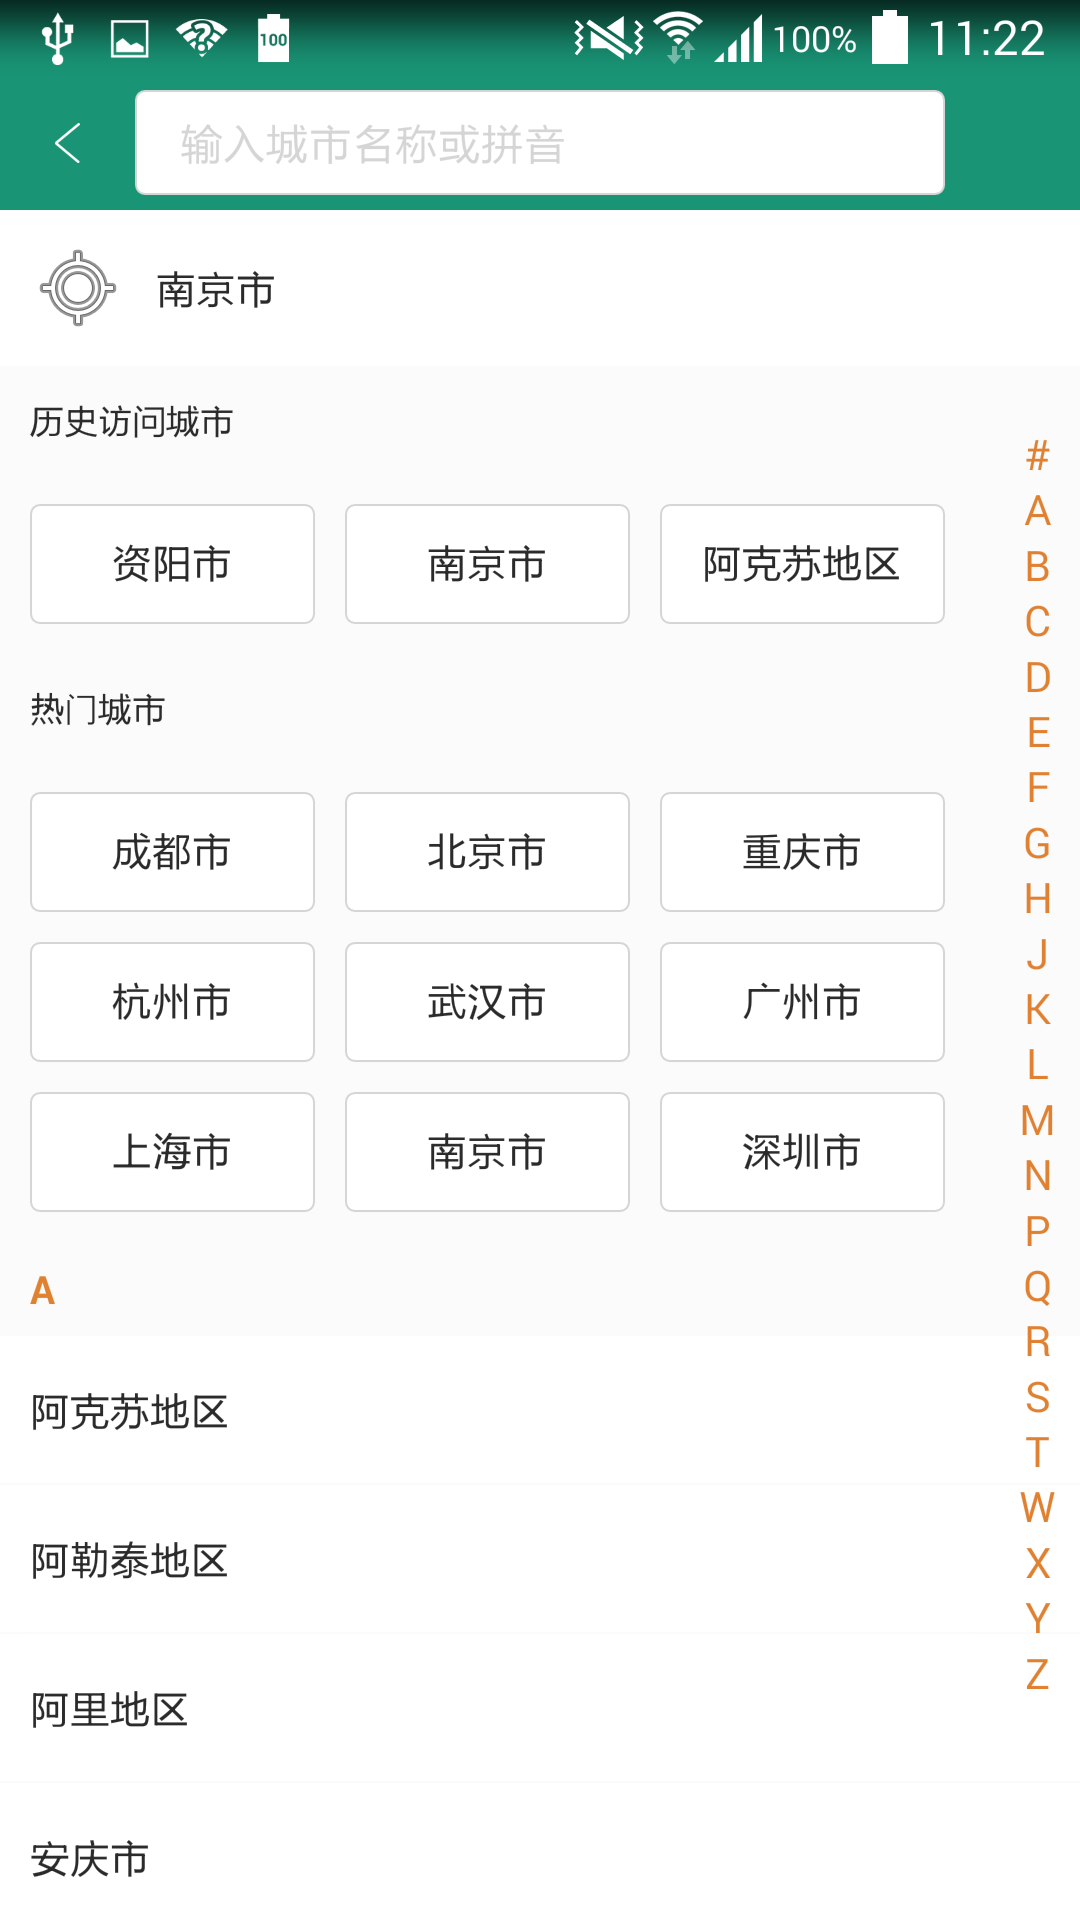 100 100% 11:22
输入城市名称或拼音
南京市
历史访问城市
资阳市 南京市 阿克苏地区
热门城市
成都市 北京市 重庆市
杭州市 武汉市 广州市
上海市 南京市 深圳市
A
阿克苏地区
阿勒泰地区
阿里地区
安庆市
#
A
B
C
D
E
F
G
H
J
K
L
M
N
P
Q
R
S
T
W
X
Y
Z